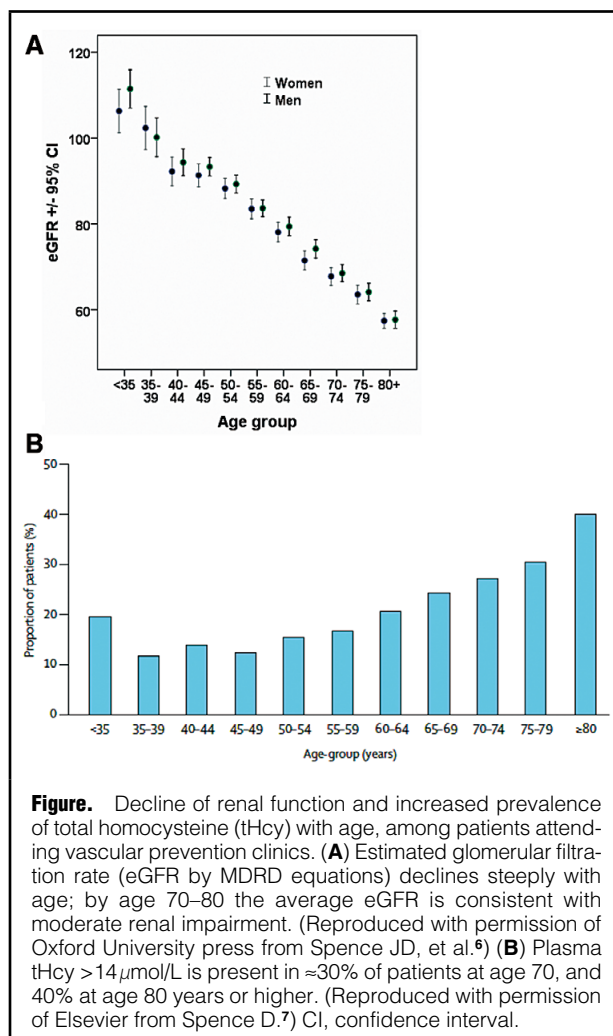 A
120
100
80
60
eGFR +/- 95% CI
Women
Men
<35 35- 40- 45- 50- 55- 60- 65- 70- 75- 80+
39 44 49 54 59 64 69 74 79
Age group
B
50
40
30
20
10
0
Proportion of patients (%)
<35 35–39 40–44 45–49 50–54 55–59 60–64 65–69 70–74 75–79 ≥80
Age-group (years)
Figure. Decline of renal function and increased prevalence
of total homocysteine (tHcy) with age, among patients attend-
ing vascular prevention clinics. (A) Estimated glomerular filtra-
tion rate (eGFR by MDRD equations) declines steeply with
age; by age 70–80 the average eGFR is consistent with
moderate renal impairment. (Reproduced with permission of
Oxford University press from Spence JD, et al.⁶) (B) Plasma
tHcy >14 μmol/L is present in ≈30% of patients at age 70, and
40% at age 80 years or higher. (Reproduced with permission
of Elsevier from Spence D.⁷) CI, confidence interval.